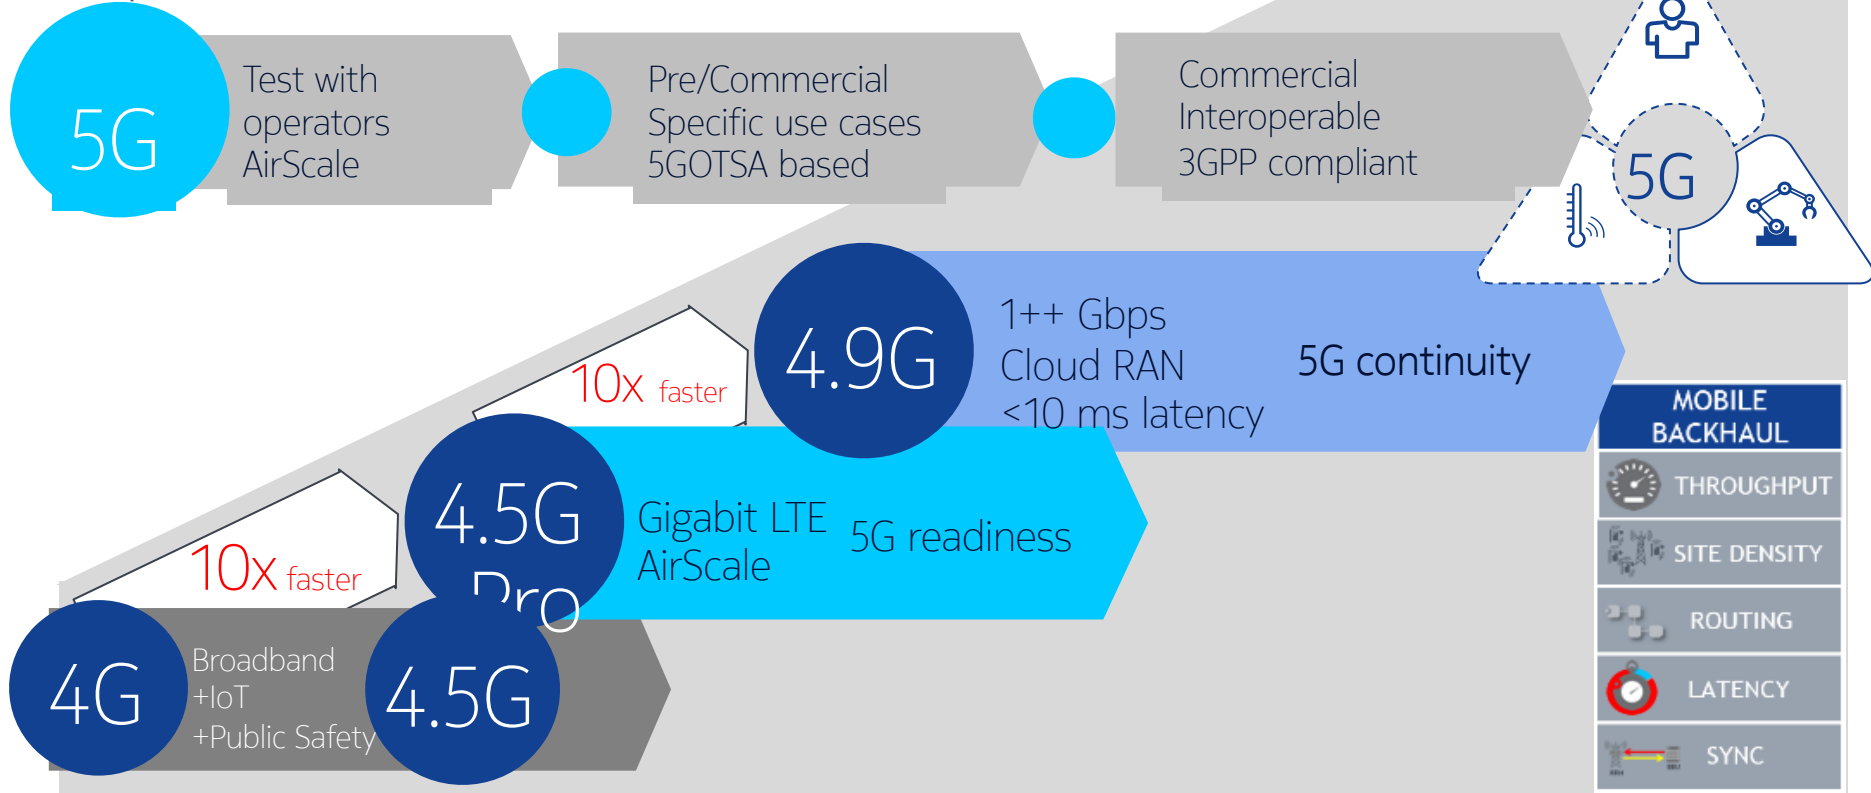 5G
Test with
operators
AirScale
Pre/Commercial
Specific use cases
5GOTSA based
Commercial
Interoperable
3GPP compliant
5G
4.9G
1++ Gbps
Cloud RAN
<10 ms latency
5G continuity
10x faster
4.5G
Pro
Gigabit LTE
AirScale
5G readiness
10x faster
4G
Broadband
+IoT
+Public Safety
4.5G
MOBILE
BACKHAUL
THROUGHPUT
SITE DENSITY
ROUTING
LATENCY
SYNC